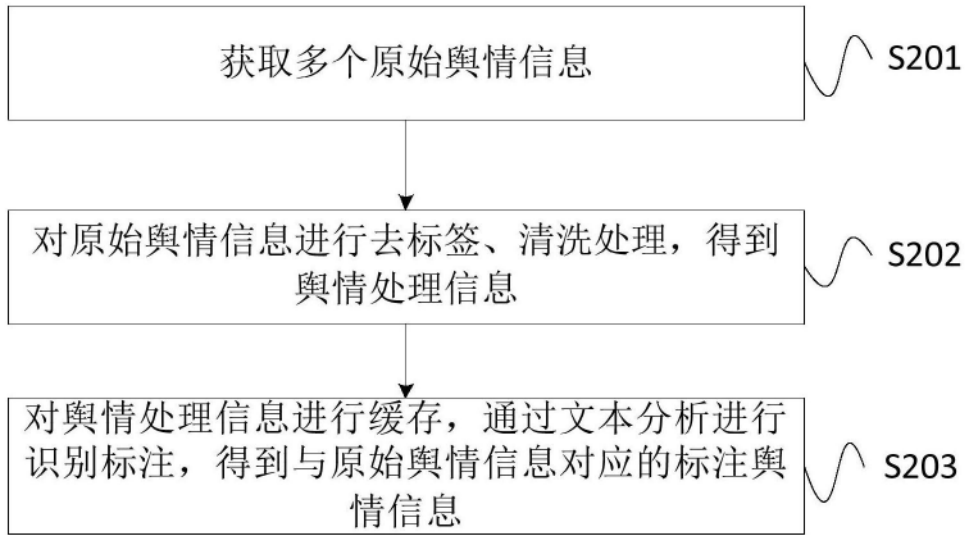 获取多个原始舆情信息
S201
对原始舆情信息进行去标签、清洗处理，得到
舆情处理信息
S202
对舆情处理信息进行缓存，通过文本分析进行
识别标注，得到与原始舆情信息对应的标注舆
情信息
S203